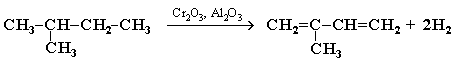 Cr₂O₃, Al₂O₃
CH₃–CH–CH₂–CH₃ ⟶ CH₂=C–CH=CH₂ + 2H₂
CH₃ CH₃